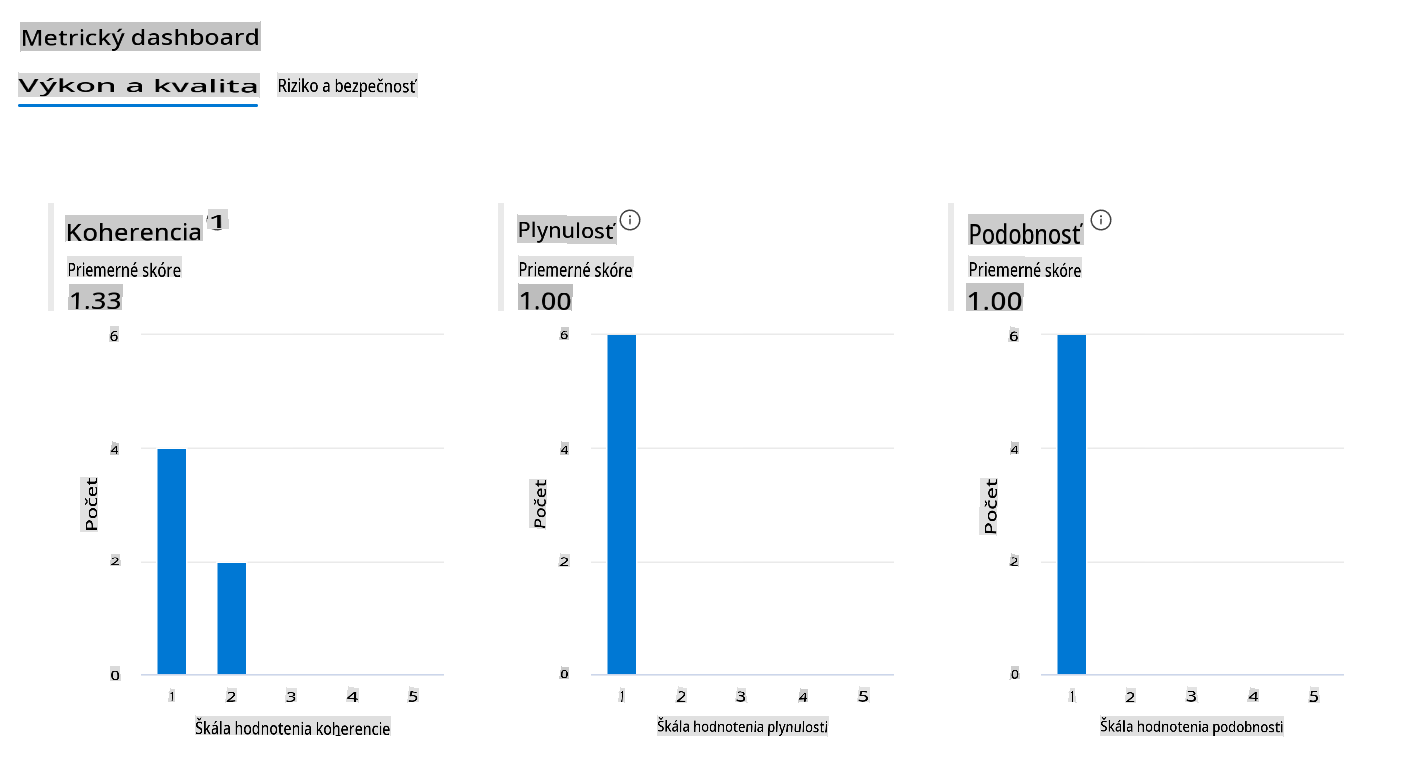 Metrický dashboard
Výkon a kvalita
Riziko a bezpečnosť
Koherencia 1
Priemerné skóre
1.33
6
4
2
0
Počet
1 2 3 4 5
Škála hodnotenia koherencie
Plynulosť
Priemerné skóre
1.00
6
4
2
0
Počet
1 2 3 4 5
Škála hodnotenia plynulosti
Podobnosť
Priemerné skóre
1.00
6
4
2
0
Počet
1 2 3 4 5
Škála hodnotenia podobnosti